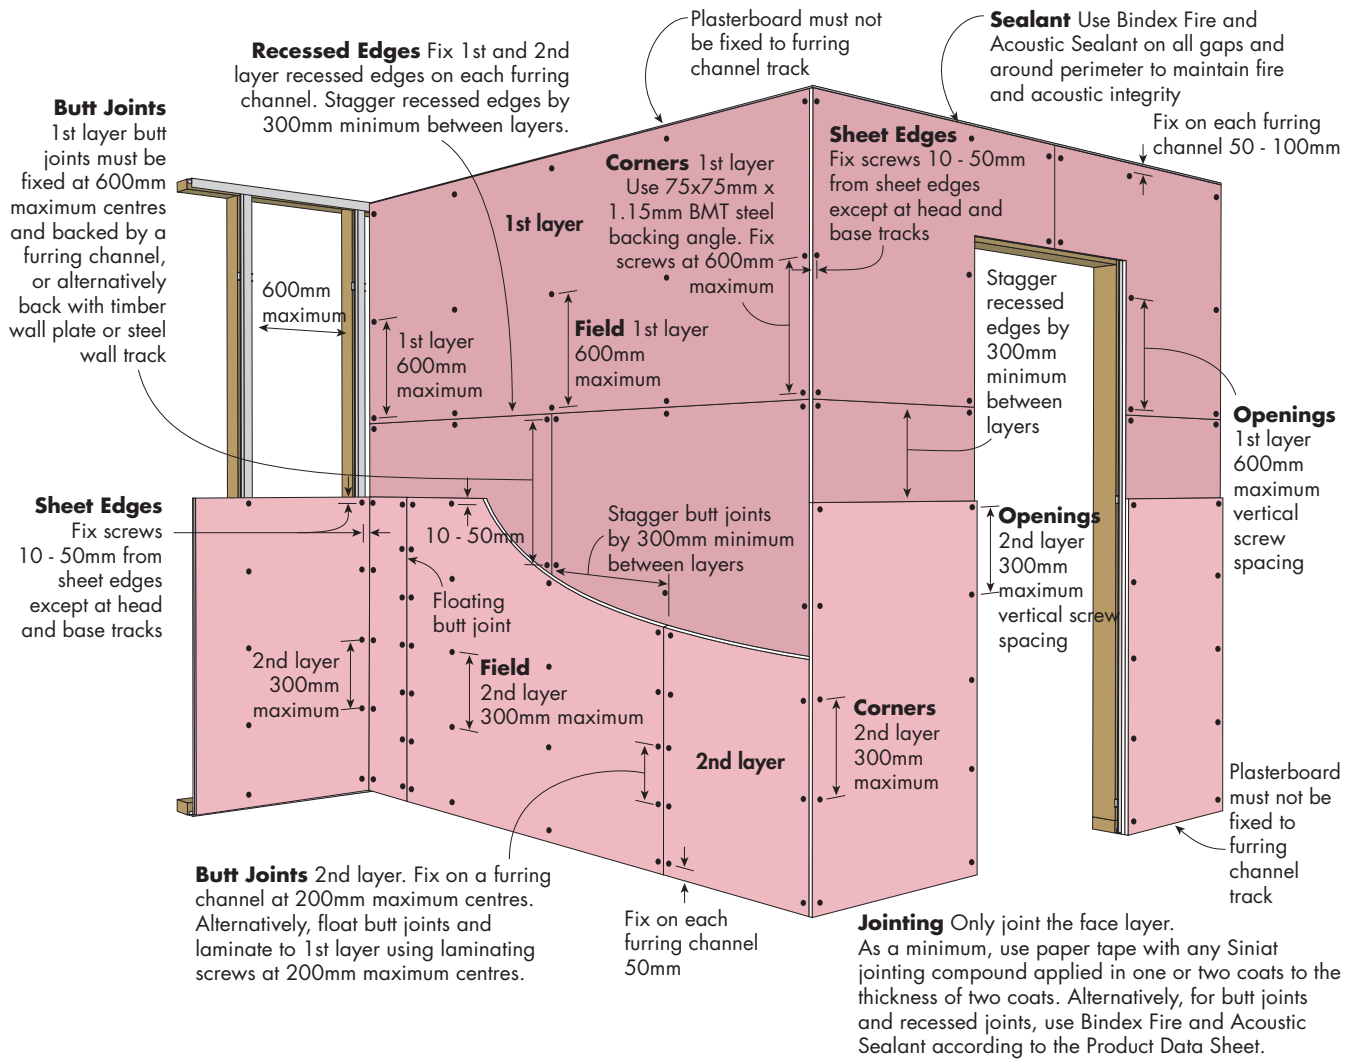 Plasterboard must not
be fixed to furring
channel track
Sealant Use Bindex Fire and
Acoustic Sealant on all gaps and
around perimeter to maintain fire
and acoustic integrity
Recessed Edges Fix 1st and 2nd
layer recessed edges on each furring
channel. Stagger recessed edges by
300mm minimum between layers.
Butt Joints
1st layer butt
joints must be
fixed at 600mm
maximum centres
and backed by a
furring channel,
or alternatively
back with timber
wall plate or steel
wall track
Fix on each furring
channel 50 - 100mm
Sheet Edges
Fix screws 10 - 50mm
from sheet edges
except at head and
base tracks
Corners 1st layer
Use 75x75mm x
1.15mm BMT steel
backing angle. Fix
screws at 600mm
maximum
1st layer
600mm
maximum
1st layer
600mm
maximum
Field 1st layer
600mm
maximum
Stagger
recessed
edges by
300mm
minimum
between
layers
Openings
1st layer
600mm
maximum
vertical
screw
spacing
Sheet Edges
Fix screws
10 - 50mm from
sheet edges
except at head
and base tracks
10 - 50mm
Stagger butt joints
by 300mm minimum
between layers
Openings
2nd layer
300mm
maximum
vertical screw
spacing
Floating
butt joint
2nd layer
300mm
maximum
Field
2nd layer
300mm maximum
2nd layer
Corners
2nd layer
300mm
maximum
Plasterboard
must not be
fixed to
furring
channel
track
Butt Joints 2nd layer. Fix on a furring
channel at 200mm maximum centres.
Alternatively, float butt joints and
laminate to 1st layer using laminating
screws at 200mm maximum centres.
Fix on each
furring channel
50mm
Jointing Only joint the face layer.
As a minimum, use paper tape with any Siniat
jointing compound applied in one or two coats to the
thickness of two coats. Alternatively, for butt joints
and recessed joints, use Bindex Fire and Acoustic
Sealant according to the Product Data Sheet.